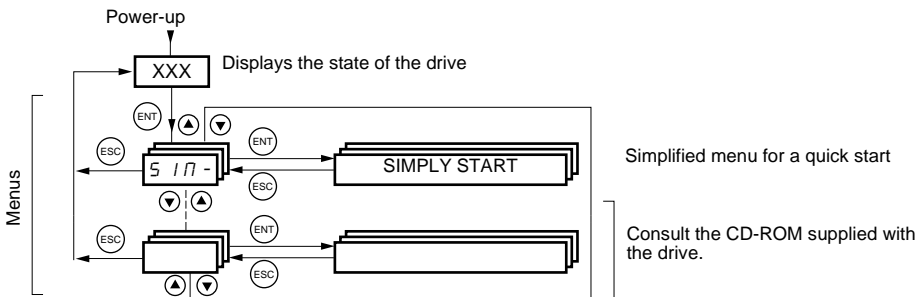 Power-up
XXX
Displays the state of the drive
ENT
ESC
ENT
SIM-
SIMPLY START
Simplified menu for a quick start
ESC
Menus
ESC
ENT
Consult the CD-ROM supplied with
the drive.
ESC